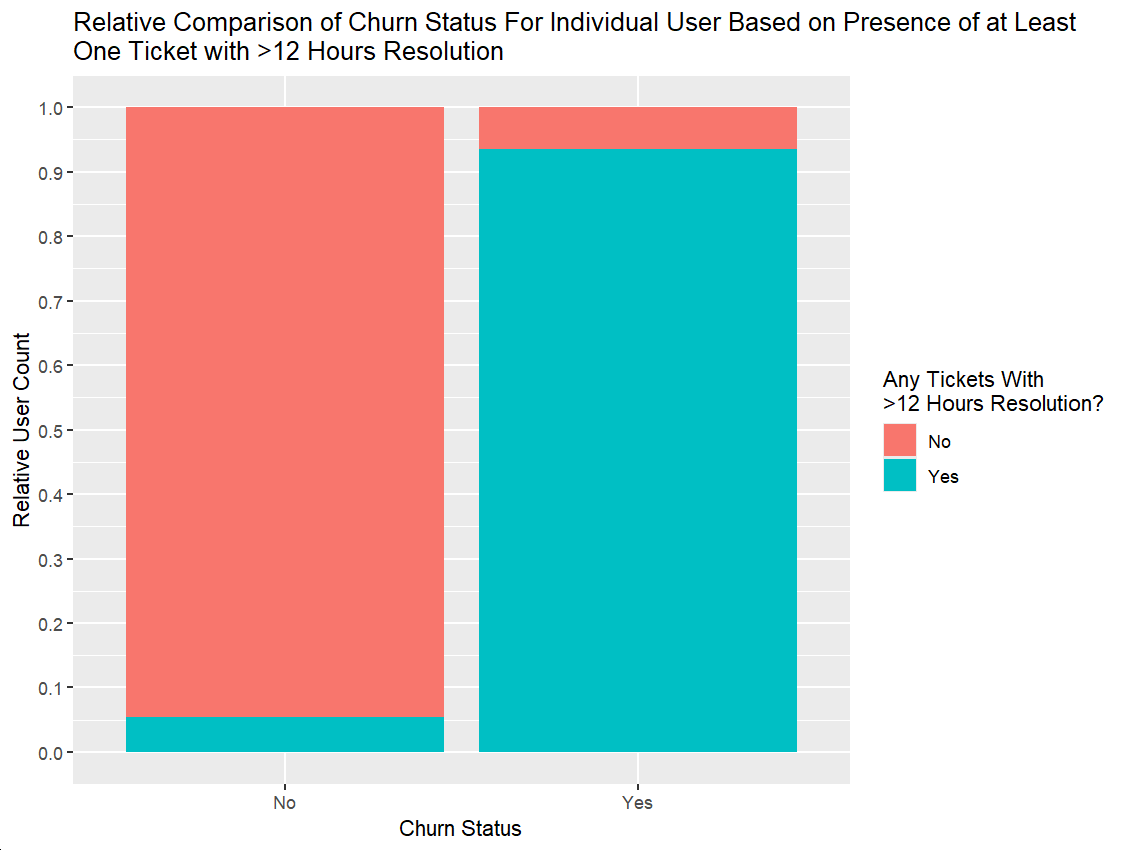 Relative Comparison of Churn Status For Individual User Based on Presence of at Least
One Ticket with >12 Hours Resolution
1.0
0.9
0.8
0.7
0.6
0.5
0.4
0.3
0.2
0.1
0.0
Relative User Count
No
Yes
Churn Status
Any Tickets With
>12 Hours Resolution?
No
Yes